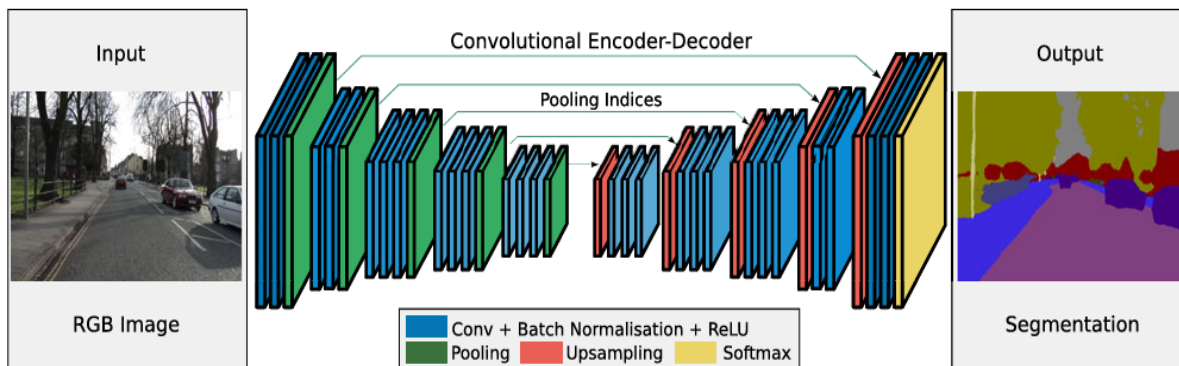 Input
RGB Image
Convolutional Encoder-Decoder
Pooling Indices
Conv + Batch Normalisation + ReLU
Pooling
Upsampling
Softmax
Output
Segmentation